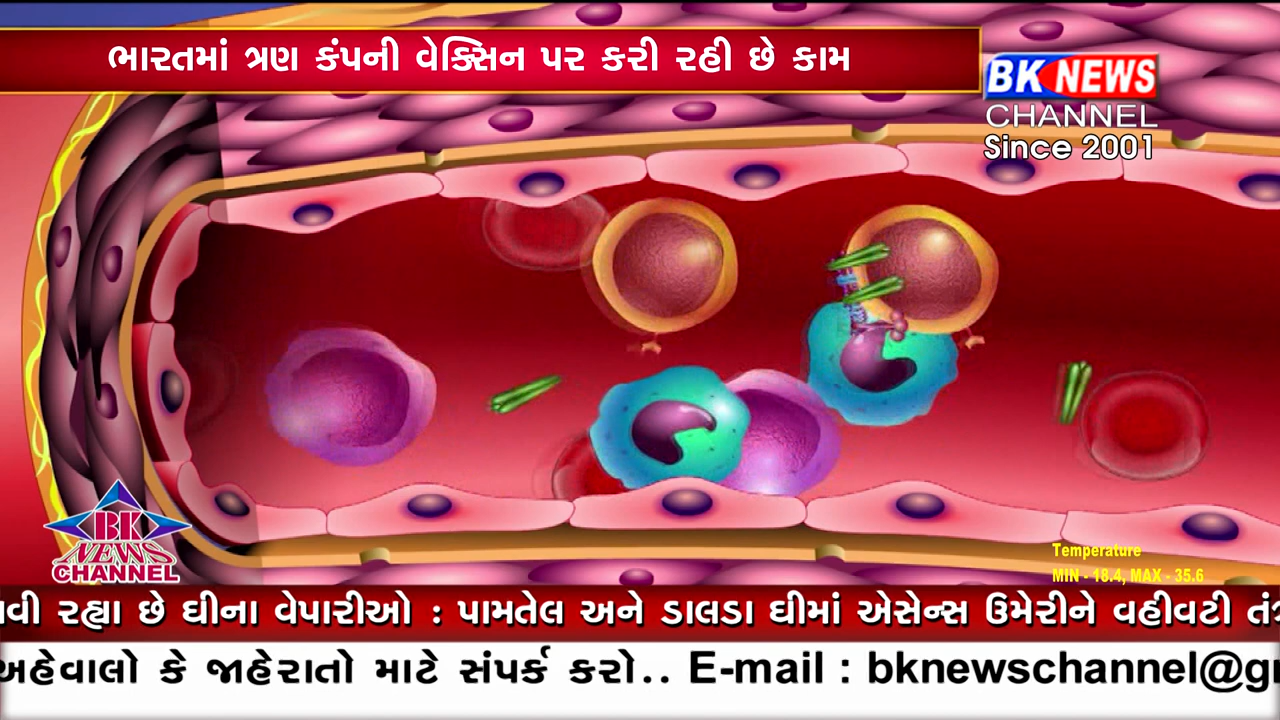 ભારતમાં ત્રણ કંપની વેક્સિન પર કરી રહી છે કામ
BK NEWS
CHANNEL
Since 2001
BK
NEWS
CHANNEL
Temperature
MIN - 18.4, MAX - 35.6
રહ્યા છે ઘીના વેપારીઓ : પામતેલ અને ડાલડા ઘીમાં એસેન્સ ઉમેરીને વહીવટી
અહેવાલો કે જાહેરાતો માટે સંપર્ક કરો.. E-mail : bknewschannel@g